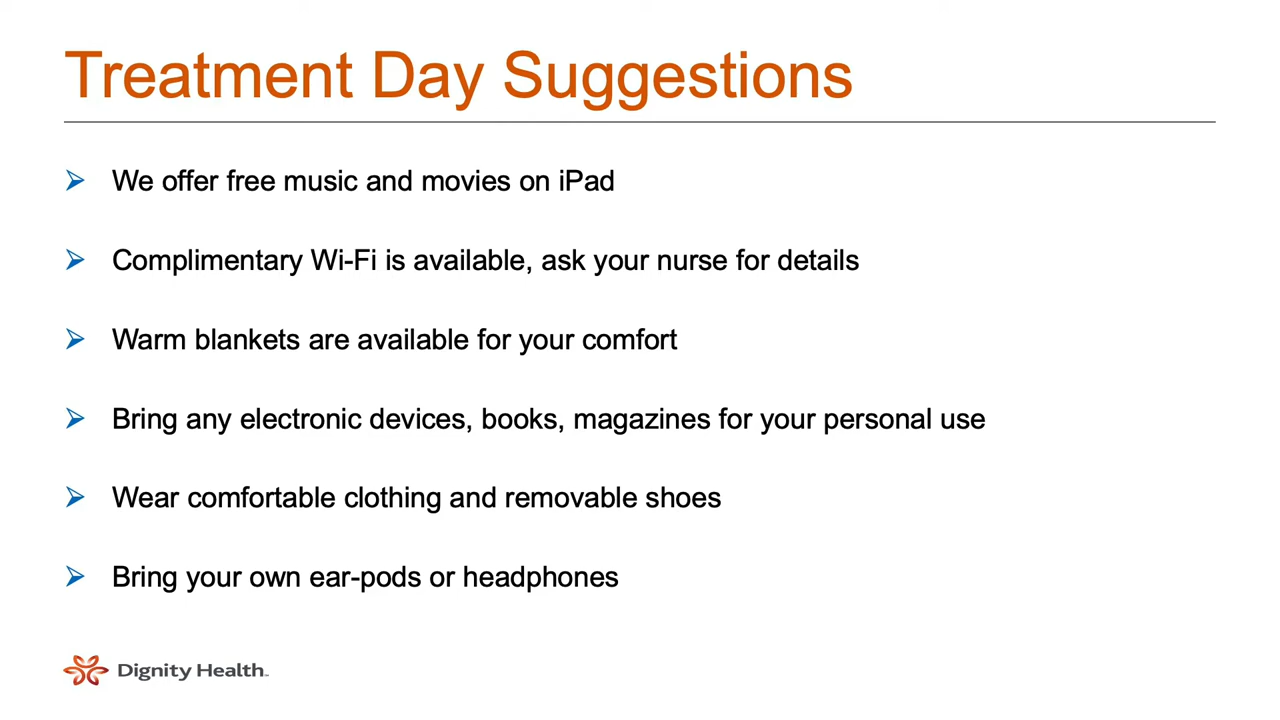 Treatment Day Suggestions
➢ We offer free music and movies on iPad
➢ Complimentary Wi-Fi is available, ask your nurse for details
➢ Warm blankets are available for your comfort
➢ Bring any electronic devices, books, magazines for your personal use
➢ Wear comfortable clothing and removable shoes
➢ Bring your own ear-pods or headphones
Dignity Health™